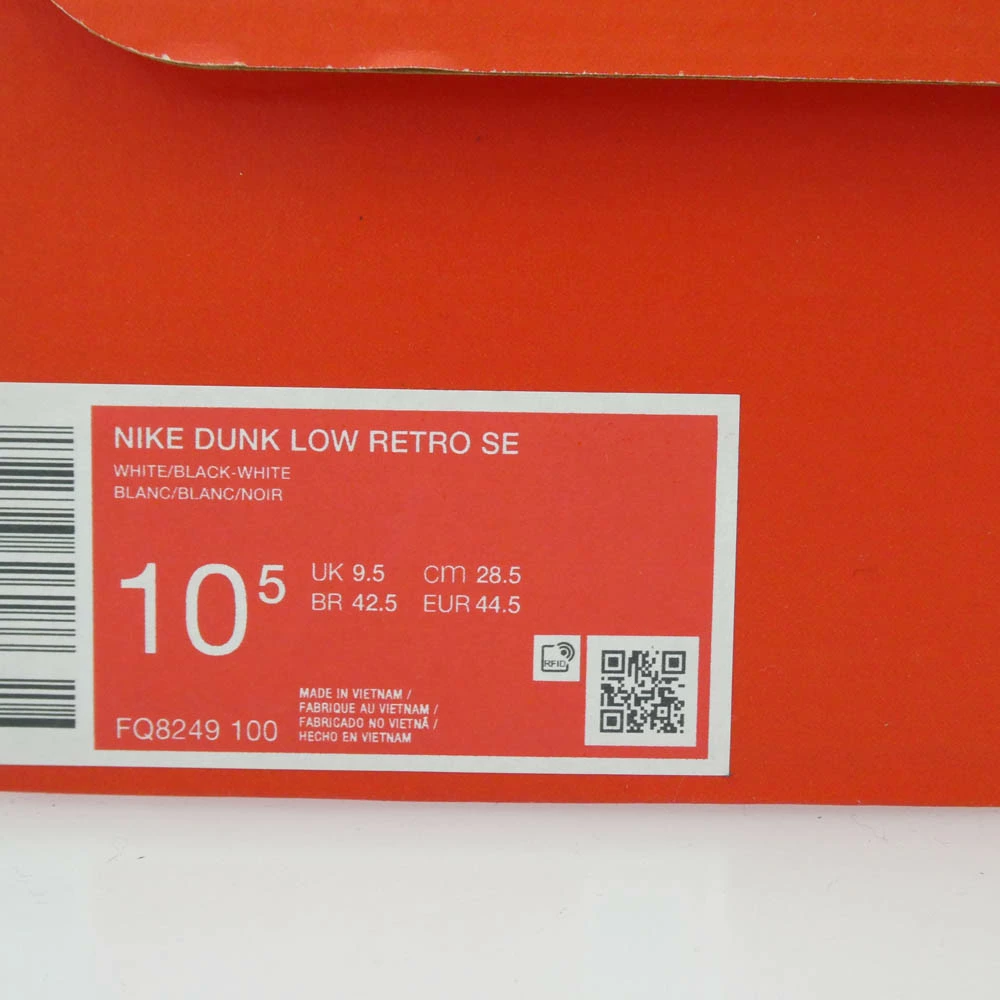 NIKE DUNK LOW RETRO SE
WHITE/BLACK-WHITE
BLANC/BLANC/NOIR
10⁵
UK 9.5 cm 28.5
BR 42.5 EUR 44.5
RFID
MADE IN VIETNAM /
FABRIQUE AU VIETNAM /
FABRICADO NO VIETNÃ /
HECHO EN VIETNAM
FQ8249 100